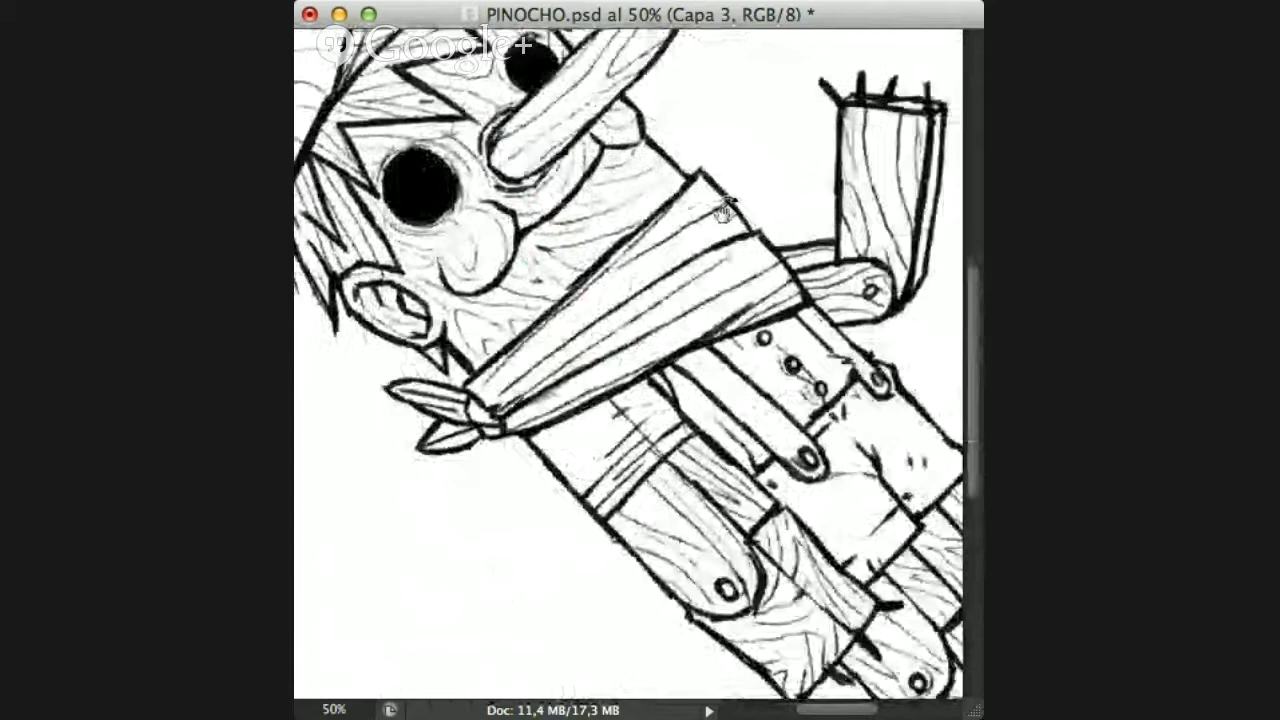 PINOCHO.psd al 50% (Capa 3, RGB/8) *
Google+
50%
Doc: 11,4 MB/17,3 MB